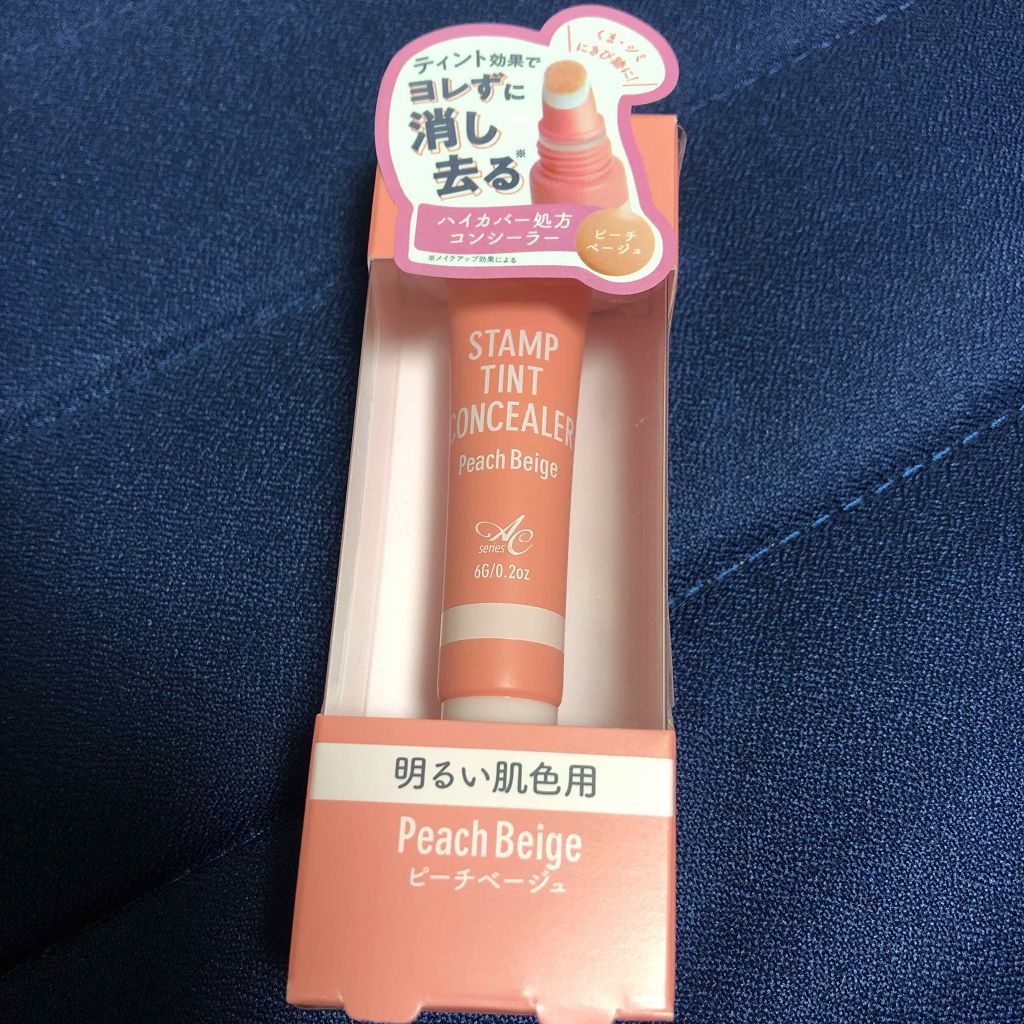 ティント効果で
ヨレずに
消し
去る※
くま・シミ
にきび跡に!
ハイカバー処方
コンシーラー
ピーチ
ベージュ
※メイクアップ効果による
STAMP
TINT
CONCEALER
Peach Beige
AC
series
6G/0.2oz
明るい肌色用
Peach Beige
ピーチベージュ